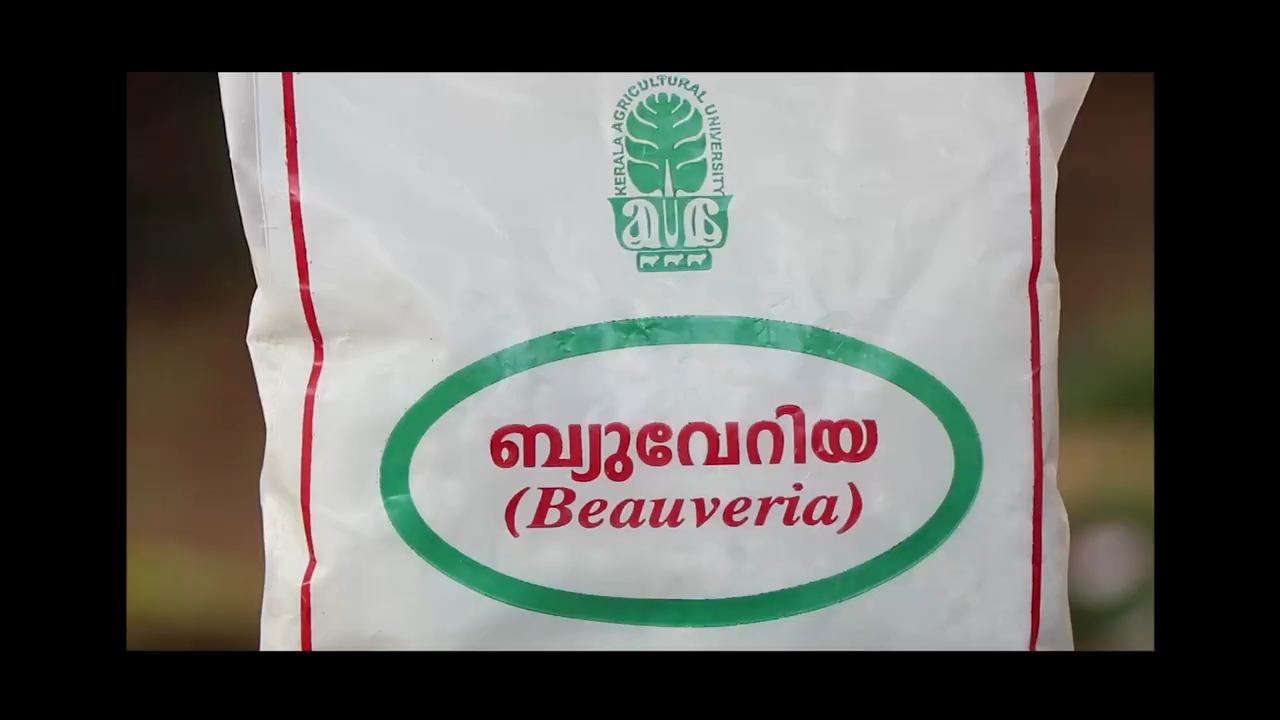 KERALA AGRICULTURAL UNIVERSITY
ബ്യുവേറിയ
(Beauveria)